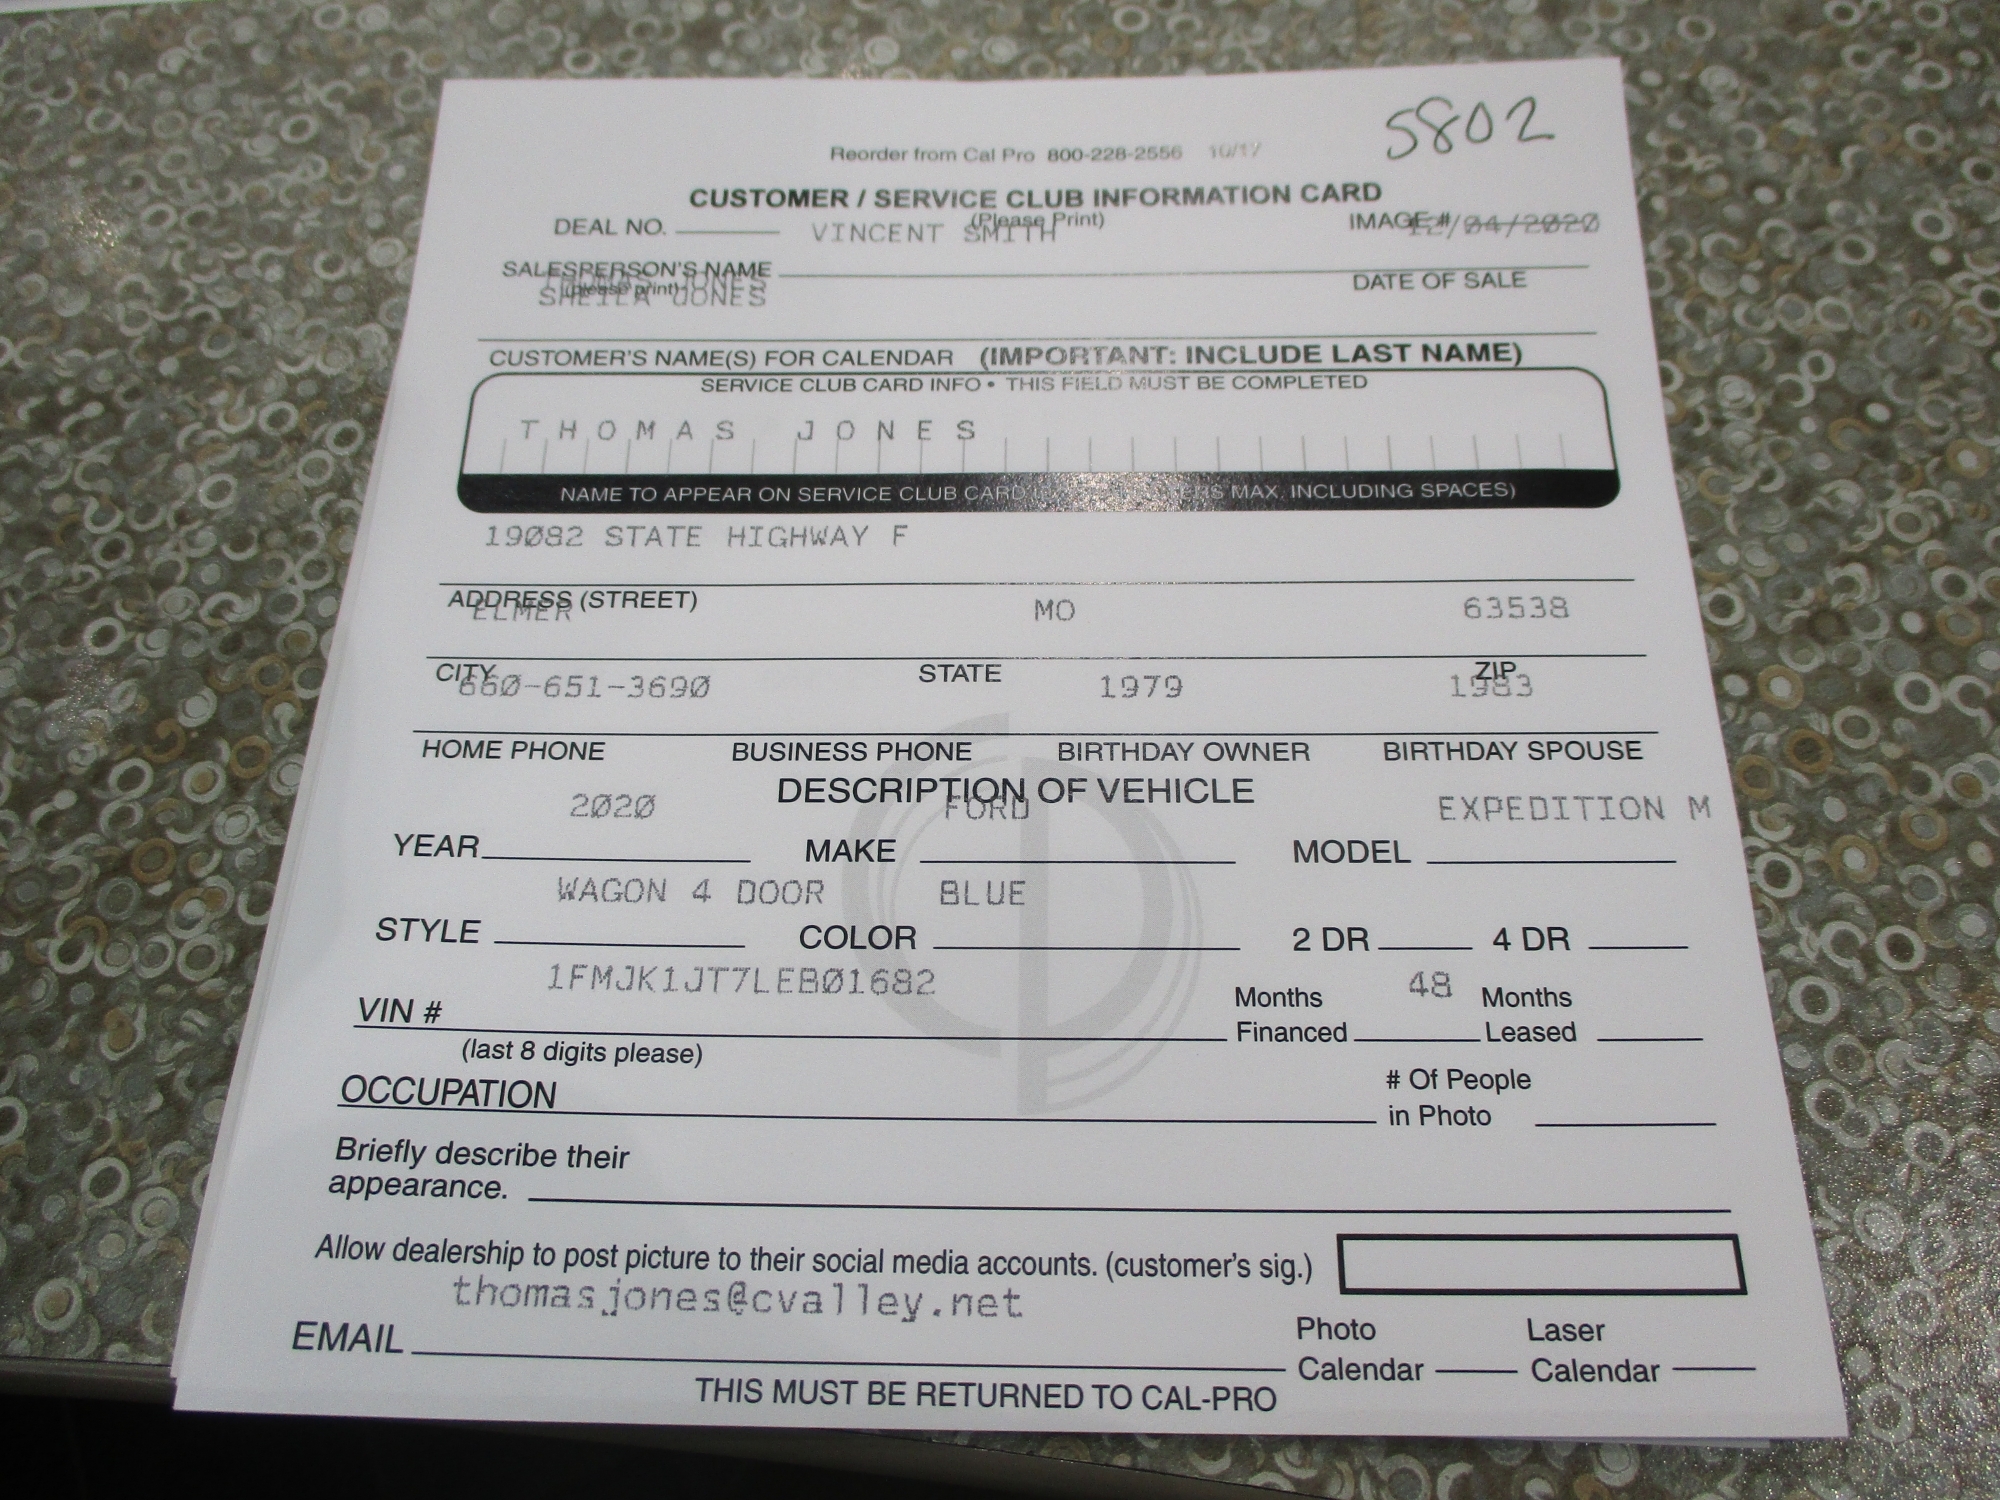 5802
Reorder from Cal Pro 800-228-2556 10/17
CUSTOMER / SERVICE CLUB INFORMATION CARD
(Please Print)
DEAL NO. VINCENT SMITH IMAGE # 12/04/2020
SALESPERSON'S NAME DATE OF SALE
(please print)
THOMAS JONES
SHEILA JONES
CUSTOMER'S NAME(S) FOR CALENDAR (IMPORTANT: INCLUDE LAST NAME)
SERVICE CLUB CARD INFO • THIS FIELD MUST BE COMPLETED
THOMAS JONES
NAME TO APPEAR ON SERVICE CLUB CARD MAX. INCLUDING SPACES)
19082 STATE HIGHWAY F
ADDRESS (STREET)
ELMER MO 63538
CITY STATE ZIP
660-651-3690 1979 1983
HOME PHONE BUSINESS PHONE BIRTHDAY OWNER BIRTHDAY SPOUSE
DESCRIPTION OF VEHICLE
2020 FORD EXPEDITION M
YEAR MAKE MODEL
WAGON 4 DOOR BLUE
STYLE COLOR 2 DR 4 DR
1FMJK1JT7LEB01682 48
VIN # Months Financed Months Leased
(last 8 digits please)
OCCUPATION # Of People in Photo
Briefly describe their
appearance.
Allow dealership to post picture to their social media accounts. (customer's sig.)
thomasjones@cvalley.net
EMAIL Photo Calendar Laser Calendar
THIS MUST BE RETURNED TO CAL-PRO